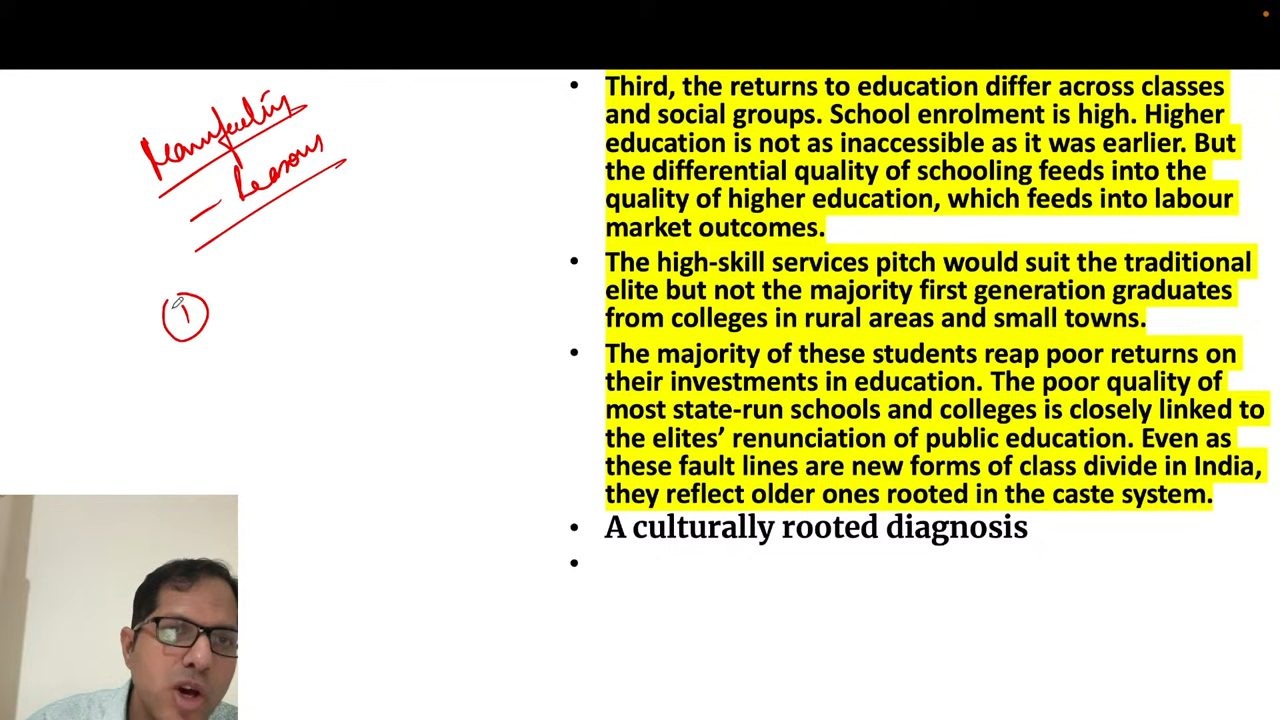 Manufacturing
- Reasons
1
• Third, the returns to education differ across classes
and social groups. School enrolment is high. Higher
education is not as inaccessible as it was earlier. But
the differential quality of schooling feeds into the
quality of higher education, which feeds into labour
market outcomes.
• The high-skill services pitch would suit the traditional
elite but not the majority first generation graduates
from colleges in rural areas and small towns.
• The majority of these students reap poor returns on
their investments in education. The poor quality of
most state-run schools and colleges is closely linked to
the elites’ renunciation of public education. Even as
these fault lines are new forms of class divide in India,
they reflect older ones rooted in the caste system.
• A culturally rooted diagnosis
•